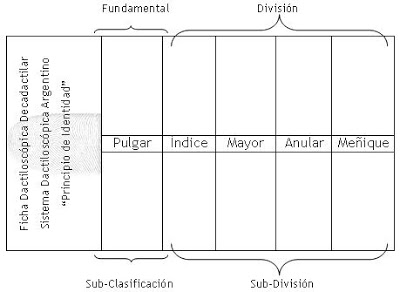 Fundamental
División
Ficha Dactiloscópica Decadactilar
Sistema Dactiloscópica Argentino
“Principio de Identidad”
Pulgar
Indice
Mayor
Anular
Meñique
Sub-Clasificación
Sub-División